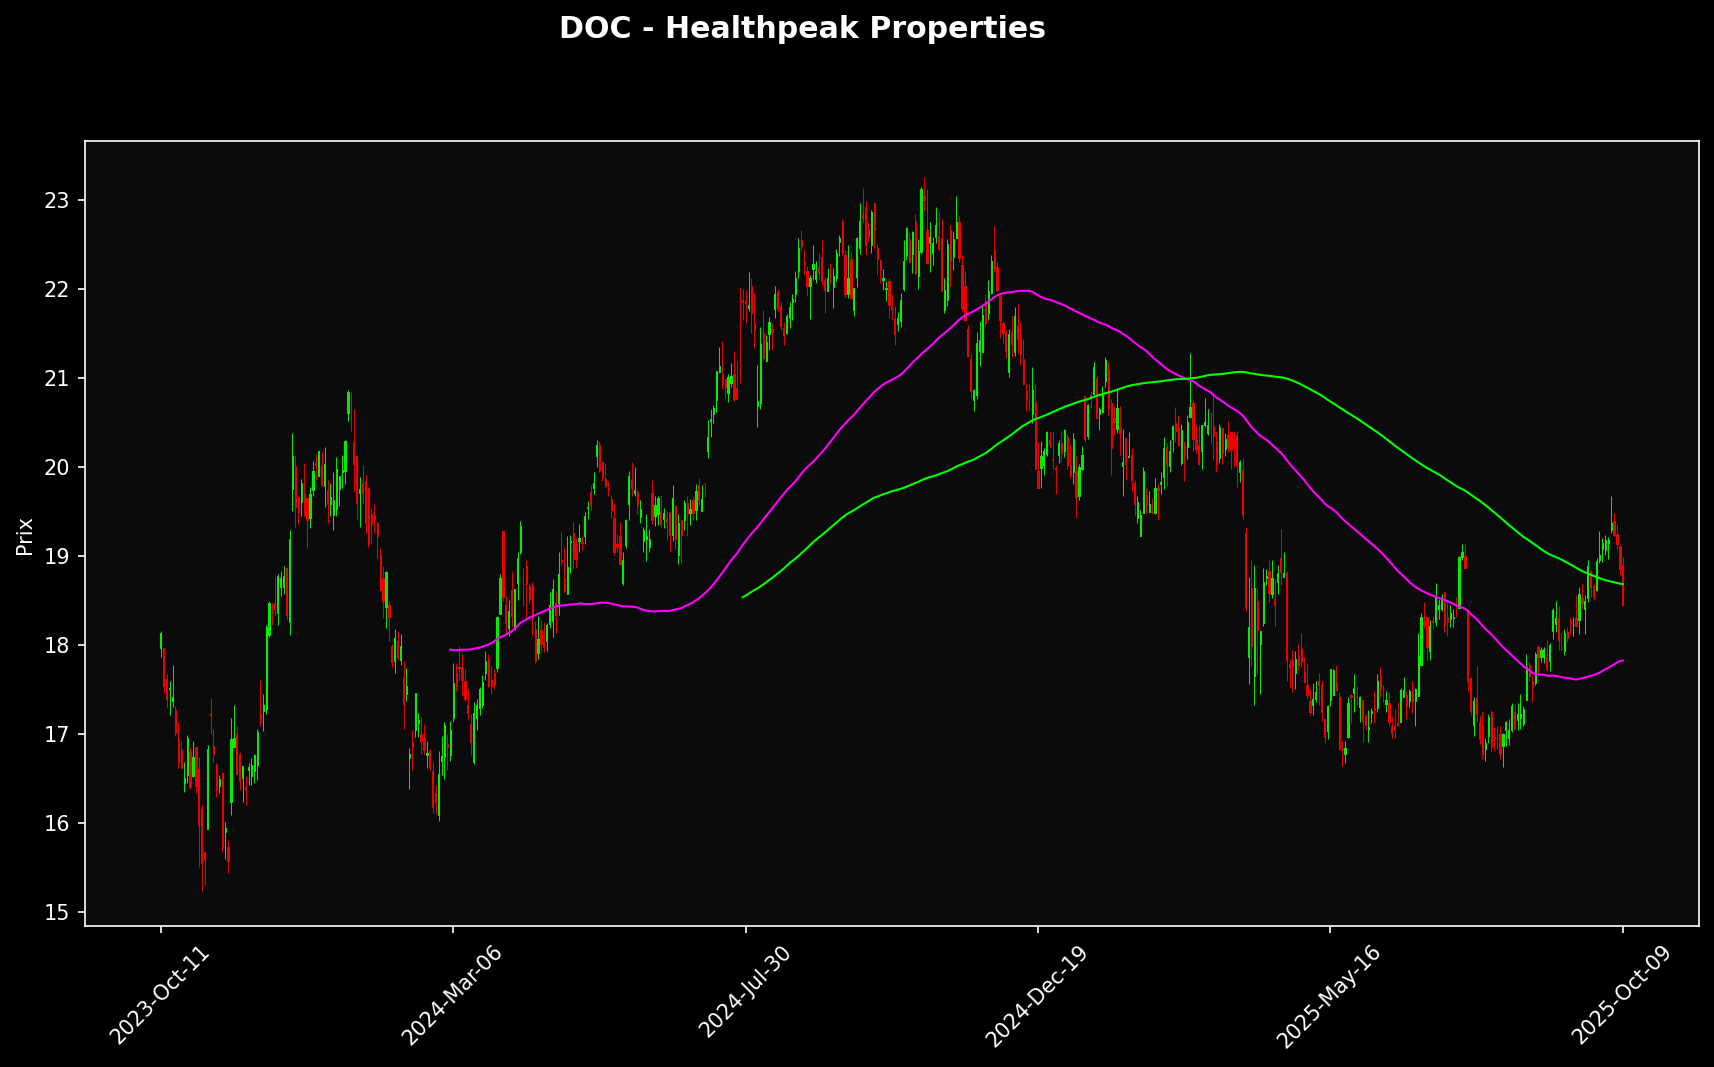 DOC - Healthpeak Properties
Prix
23
22
21
20
19
18
17
16
15
2023-Oct-11
2024-Mar-06
2024-Jul-30
2024-Dec-19
2025-May-16
2025-Oct-09